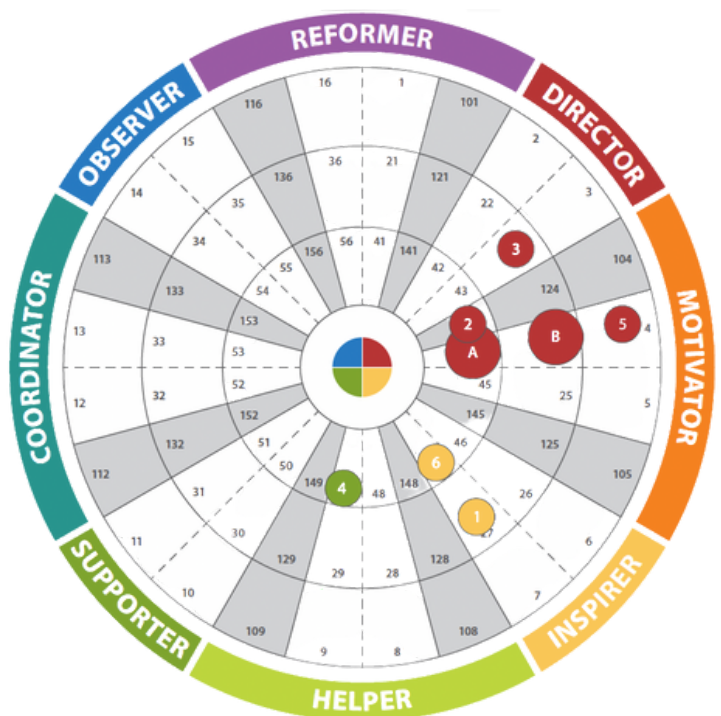 REFORMER
16 1
116 101
OBSERVER DIRECTOR
15 2
36 21
136 121
14 3
35 22
34 56 41
156 141 3
113 55 42 104
133 54 43 124
153 2 5
13 33 53 A B 4
COORDINATOR MOTIVATOR
12 32 52 45 25 5
152 145
132 51 46 125
112 50 6 105
149 4 48 148
31 26
30 1 27
11 6
129 29 28 128
10 7
109 108
9 8
SUPPORTER INSPIRER
HELPER